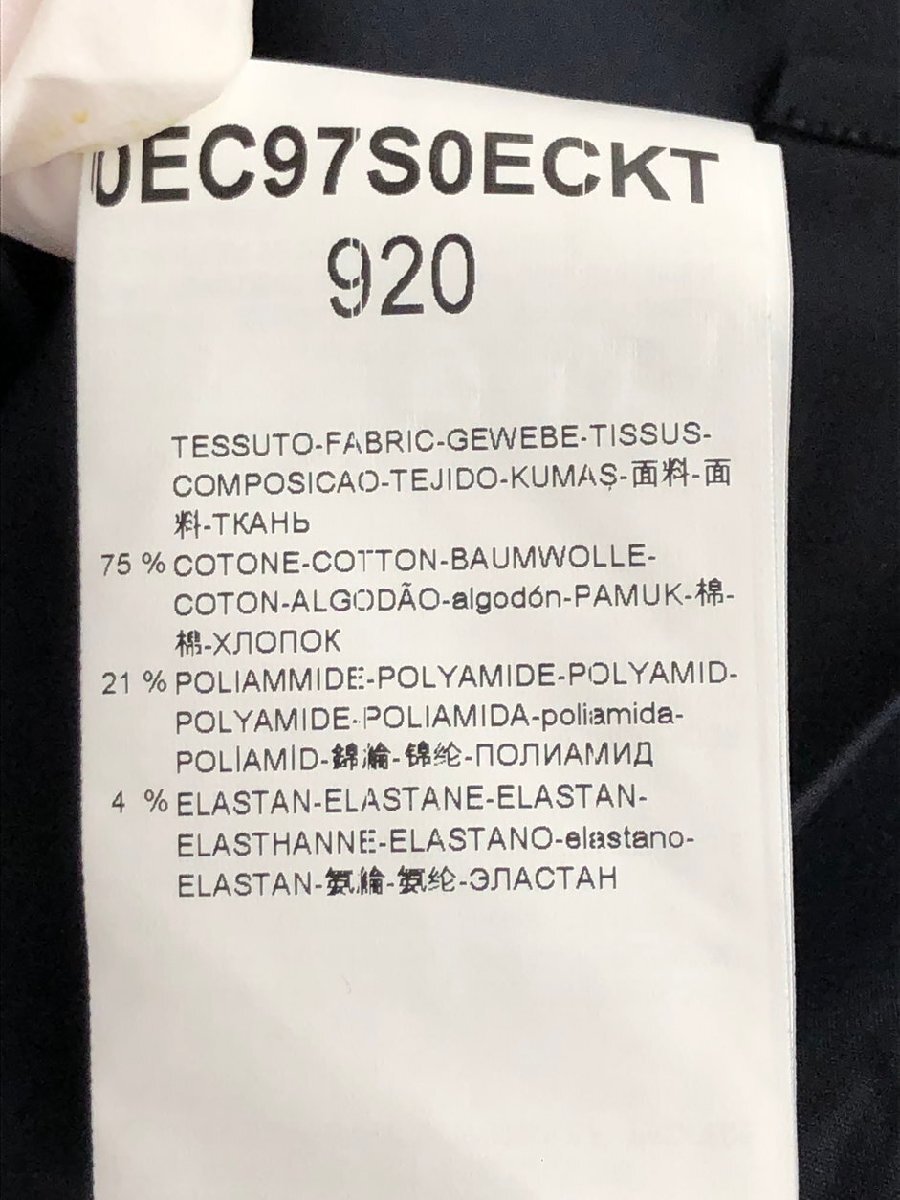 0EC97S0ECKT
920
TESSUTO-FABRIC-GEWEBE-TISSUS-
COMPOSICAO-TEJIDO-KUMAŞ-面料-面
料-ТКАНЬ
75 % COTONE-COTTON-BAUMWOLLE-
COTON-ALGODÃO-algodón-PAMUK-棉-
棉-ХЛОПОК
21 % POLIAMMIDE-POLYAMIDE-POLYAMID-
POLYAMIDE-POLIAMIDA-poliamida-
POLİAMİD-錦瀹-锦纶-ПОЛИАМИД
4 % ELASTAN-ELASTANE-ELASTAN-
ELASTHANNE-ELASTANO-elastano-
ELASTAN-氨瀹-氨纶-ЭЛАСТАН